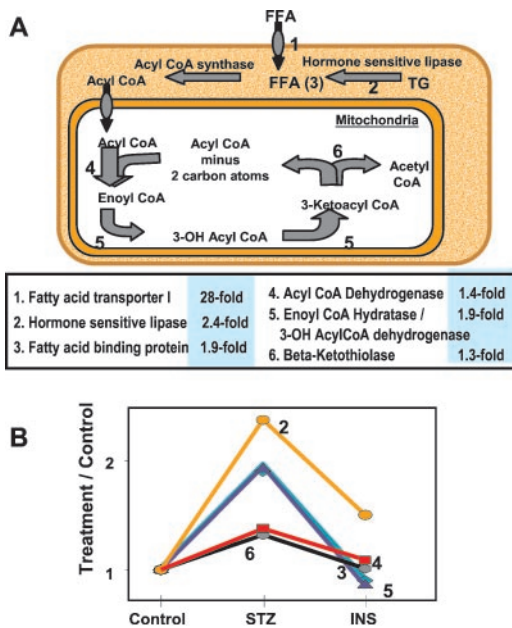 A
FFA
1
Acyl CoA synthase
Hormone sensitive lipase
Acyl CoA
FFA (3)
2
TG
Mitochondria
Acyl CoA
Acyl CoA
minus
2 carbon atoms
6
4
Acetyl
CoA
Enoyl CoA
3-Ketoacyl CoA
5
3-OH Acyl CoA
5
1. Fatty acid transporter I 28-fold
2. Hormone sensitive lipase 2.4-fold
3. Fatty acid binding protein 1.9-fold
4. Acyl CoA Dehydrogenase 1.4-fold
5. Enoyl CoA Hydratase / 1.9-fold
3-OH AcylCoA dehydrogenase
6. Beta-Ketothiolase 1.3-fold
B
Treatment / Control
2
1
2
6
3
4
5
Control STZ INS